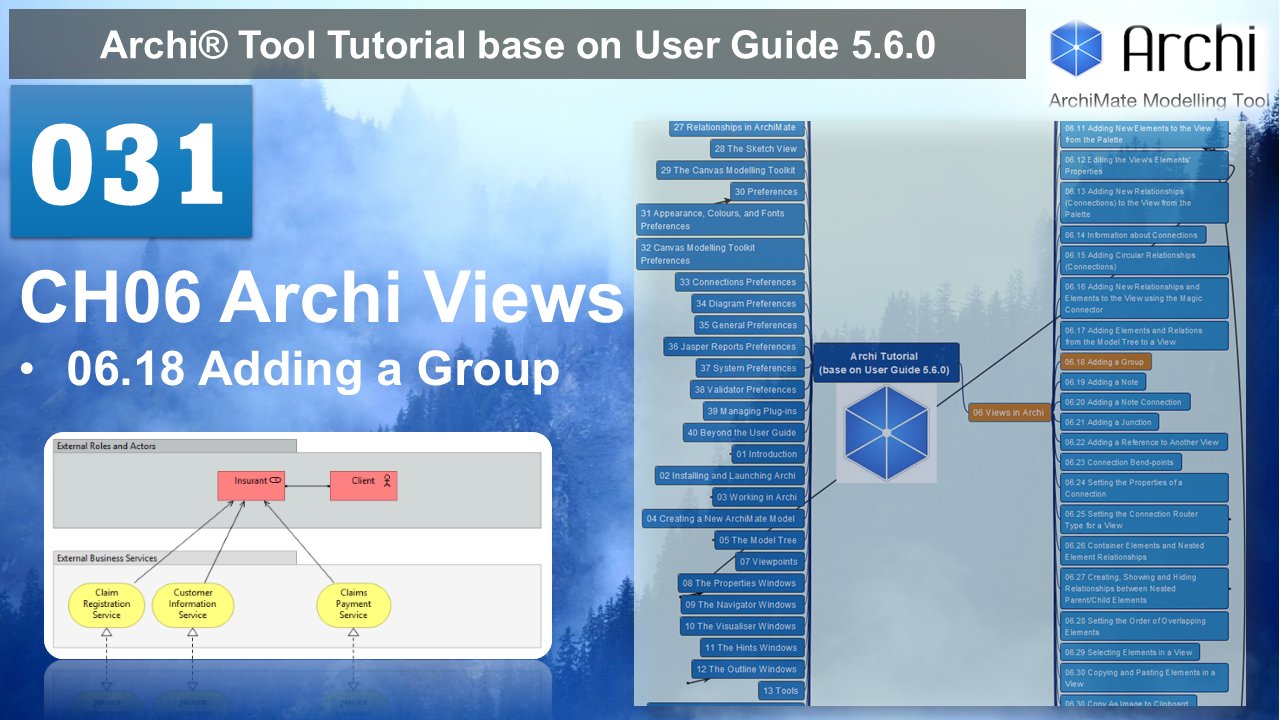 Archi® Tool Tutorial base on User Guide 5.6.0
Archi
ArchiMate Modelling Tool
031
CH06 Archi Views
• 06.18 Adding a Group
External Roles and Actors
Insurant
Client
External Business Services
Claim
Registration
Service
Customer
Information
Service
Claims
Payment
Service
27 Relationships in ArchiMate
28 The Sketch View
29 The Canvas Modelling Toolkit
30 Preferences
31 Appearance, Colours, and Fonts
Preferences
32 Canvas Modelling Toolkit
Preferences
33 Connections Preferences
34 Diagram Preferences
35 General Preferences
36 Jasper Reports Preferences
37 System Preferences
38 Validator Preferences
39 Managing Plug-ins
40 Beyond the User Guide
01 Introduction
02 Installing and Launching Archi
03 Working in Archi
04 Creating a New ArchiMate Model
05 The Model Tree
07 Viewpoints
08 The Properties Windows
09 The Navigator Windows
10 The Visualiser Windows
11 The Hints Windows
12 The Outline Windows
13 Tools
Archi Tutorial
(base on User Guide 5.6.0)
06 Views in Archi
06.11 Adding New Elements to the View
from the Palette
06.12 Editing the View's Elements'
Properties
06.13 Adding New Relationships
(Connections) to the View from the
Palette
06.14 Information about Connections
06.15 Adding Circular Relationships
(Connections)
06.16 Adding New Relationships and
Elements to the View using the Magic
Connector
06.17 Adding Elements and Relations
from the Model Tree to a View
06.18 Adding a Group
06.19 Adding a Note
06.20 Adding a Note Connection
06.21 Adding a Junction
06.22 Adding a Reference to Another View
06.23 Connection Bend-points
06.24 Setting the Properties of a
Connection
06.25 Setting the Connection Router
Type for a View
06.26 Container Elements and Nested
Element Relationships
06.27 Creating, Showing and Hiding
Relationships between Nested
Parent/Child Elements
06.28 Setting the Order of Overlapping
Elements
06.29 Selecting Elements in a View
06.30 Copying and Pasting Elements in a
View
06.30 Copy As Image to Clipboard